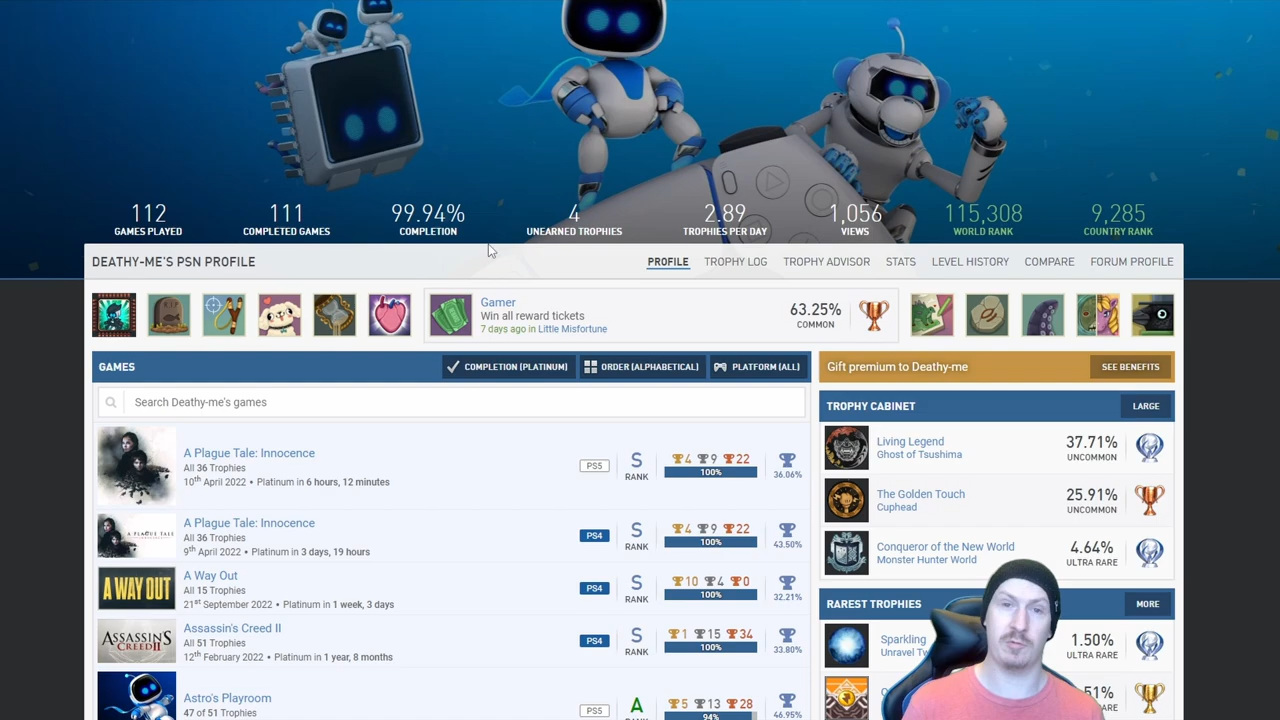 112
GAMES PLAYED
111
COMPLETED GAMES
99.94%
COMPLETION
4
UNEARNED TROPHIES
2.89
TROPHIES PER DAY
1,056
VIEWS
115,308
WORLD RANK
9,285
COUNTRY RANK
DEATHY-ME'S PSN PROFILE
PROFILE TROPHY LOG TROPHY ADVISOR STATS LEVEL HISTORY COMPARE FORUM PROFILE
Gamer
Win all reward tickets
7 days ago in Little Misfortune
63.25%
COMMON
GAMES
COMPLETION (PLATINUM) ORDER (ALPHABETICAL) PLATFORM (ALL)
Search Deathy-me's games
A Plague Tale: Innocence
All 36 Trophies
10th April 2022 • Platinum in 6 hours, 12 minutes
PS5
S
RANK
4 9 22
100%
36.06%
A Plague Tale: Innocence
All 36 Trophies
9th April 2022 • Platinum in 3 days, 19 hours
PS4
S
RANK
4 9 22
100%
43.50%
A PLAGUE TALE
A WAY OUT
A Way Out
All 15 Trophies
21st September 2022 • Platinum in 1 week, 3 days
PS4
S
RANK
10 4 0
100%
32.21%
ASSASSIN'S CREED II
Assassin's Creed II
All 51 Trophies
12th February 2022 • Platinum in 1 year, 8 months
PS4
S
RANK
1 15 34
100%
33.80%
Astro's Playroom
47 of 51 Trophies
PS5
A
RANK
5 13 28
94%
46.95%
Gift premium to Deathy-me
SEE BENEFITS
TROPHY CABINET
LARGE
Living Legend
Ghost of Tsushima
37.71%
UNCOMMON
The Golden Touch
Cuphead
25.91%
UNCOMMON
Conqueror of the New World
Monster Hunter World
4.64%
ULTRA RARE
RAREST TROPHIES
MORE
Sparkling
Unravel
1.50%
ULTRA RARE